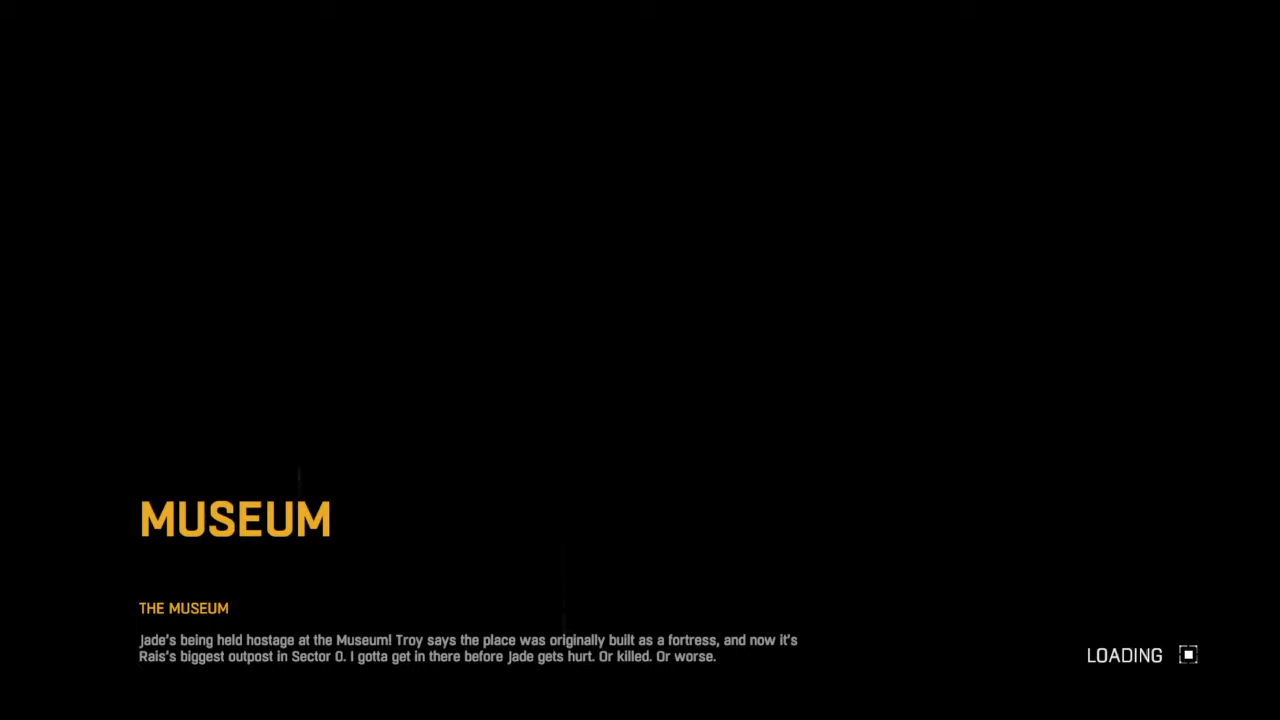 MUSEUM
THE MUSEUM
Jade's being held hostage at the Museum! Troy says the place was originally built as a fortress, and now it's
Rais's biggest outpost in Sector 0. I gotta get in there before Jade gets hurt. Or killed. Or worse.
LOADING